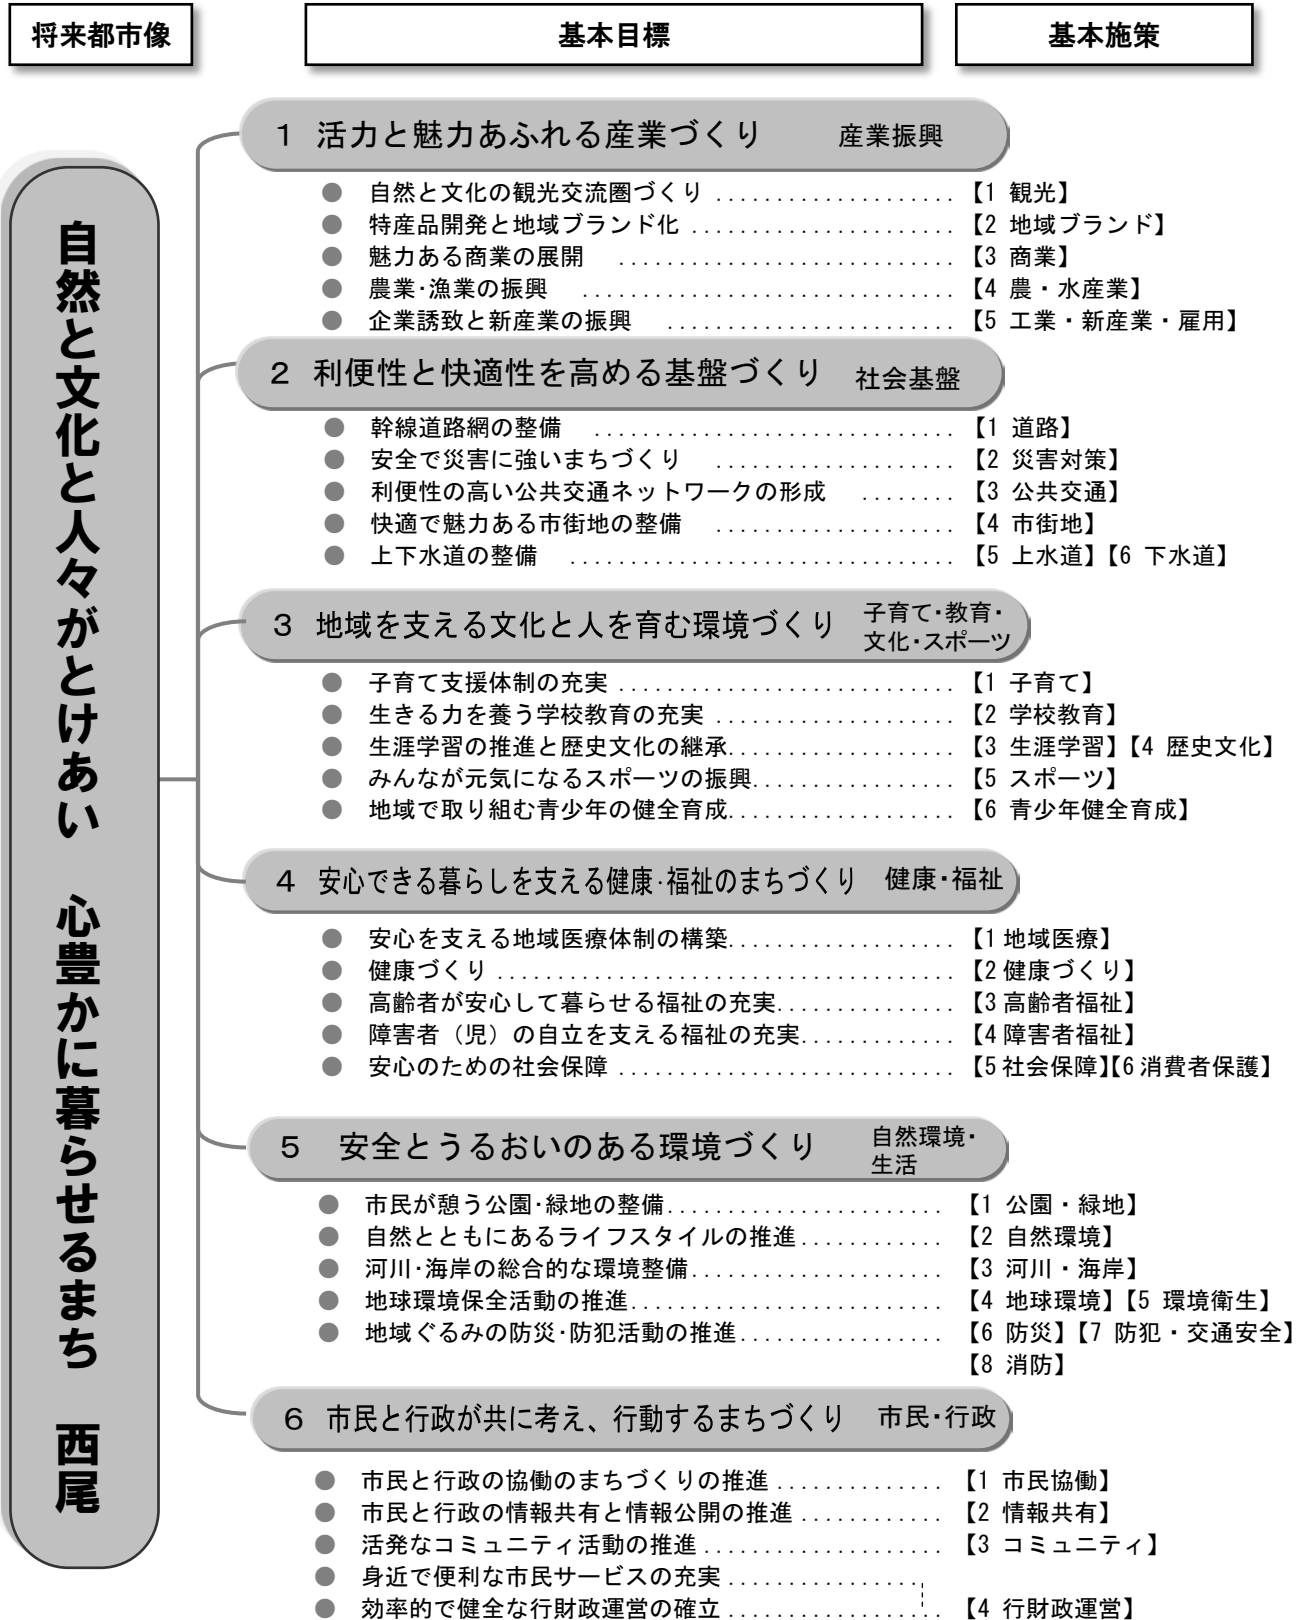 将来都市像
基本目標
基本施策
自然と文化と人々がとけあい 心豊かに暮らせるまち 西尾
1 活力と魅力あふれる産業づくり 産業振興
● 自然と文化の観光交流圏づくり .................... 【1 観光】
● 特産品開発と地域ブランド化 ...................... 【2 地域ブランド】
● 魅力ある商業の展開 ............................ 【3 商業】
● 農業・漁業の振興 ............................... 【4 農・水産業】
● 企業誘致と新産業の振興 ........................ 【5 工業・新産業・雇用】
2 利便性と快適性を高める基盤づくり 社会基盤
● 幹線道路網の整備 .............................. 【1 道路】
● 安全で災害に強いまちづくり .................... 【2 災害対策】
● 利便性の高い公共交通ネットワークの形成 ........ 【3 公共交通】
● 快適で魅力ある市街地の整備 .................... 【4 市街地】
● 上下水道の整備 ................................ 【5 上水道】【6 下水道】
3 地域を支える文化と人を育む環境づくり 子育て・教育・
文化・スポーツ
● 子育て支援体制の充実 ............................ 【1 子育て】
● 生きる力を養う学校教育の充実 .................... 【2 学校教育】
● 生涯学習の推進と歴史文化の継承................... 【3 生涯学習】【4 歴史文化】
● みんなが元気になるスポーツの振興................. 【5 スポーツ】
● 地域で取り組む青少年の健全育成................... 【6 青少年健全育成】
4 安心できる暮らしを支える健康・福祉のまちづくり 健康・福祉
● 安心を支える地域医療体制の構築................... 【1 地域医療】
● 健康づくり ...................................... 【2 健康づくり】
● 高齢者が安心して暮らせる福祉の充実............... 【3 高齢者福祉】
● 障害者（児）の自立を支える福祉の充実............. 【4 障害者福祉】
● 安心のための社会保障 ............................ 【5 社会保障】【6 消費者保護】
5 安全とうるおいのある環境づくり 自然環境・
生活
● 市民が憩う公園・緑地の整備....................... 【1 公園・緑地】
● 自然とともにあるライフスタイルの推進............ 【2 自然環境】
● 河川・海岸の総合的な環境整備..................... 【3 河川・海岸】
● 地球環境保全活動の推進.......................... 【4 地球環境】【5 環境衛生】
● 地域ぐるみの防災・防犯活動の推進................. 【6 防災】【7 防犯・交通安全】
【8 消防】
6 市民と行政が共に考え、行動するまちづくり 市民・行政
● 市民と行政の協働のまちづくりの推進 .............. 【1 市民協働】
● 市民と行政の情報共有と情報公開の推進 ............ 【2 情報共有】
● 活発なコミュニティ活動の推進 .................... 【3 コミュニティ】
● 身近で便利な市民サービスの充実 ................
● 効率的で健全な行財政運営の確立 .................. 【4 行財政運営】